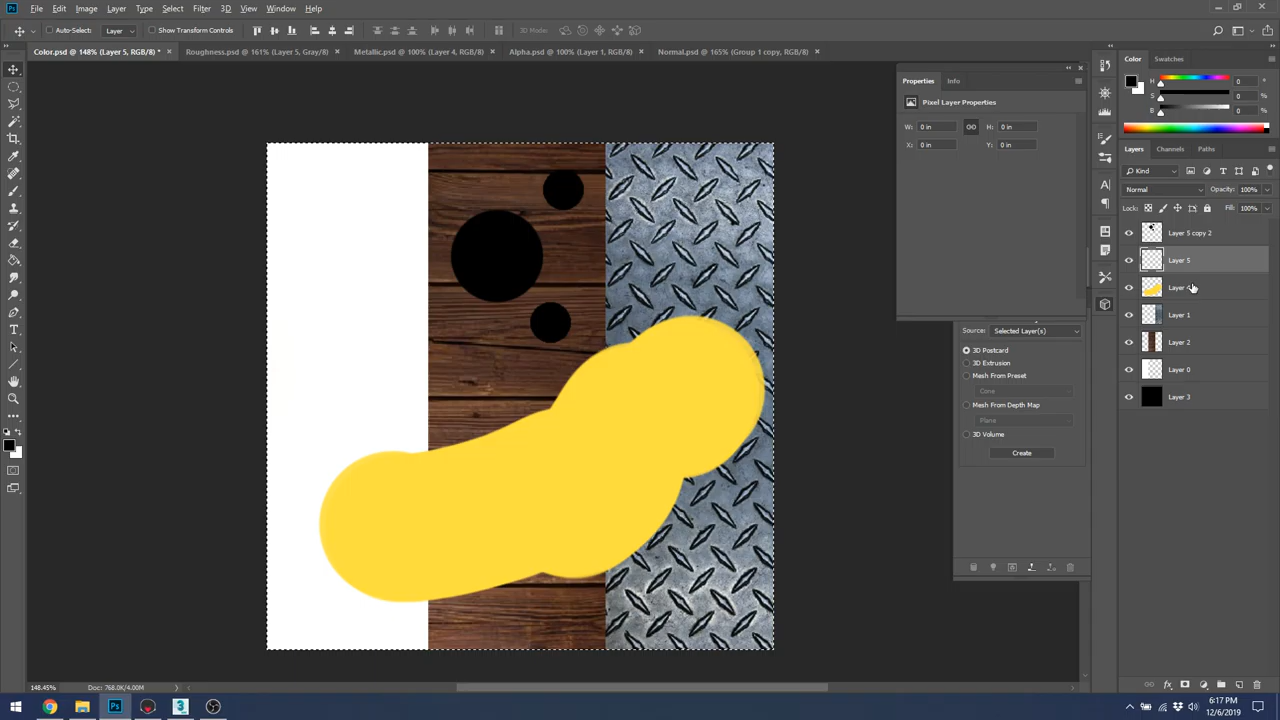 Ps File Edit Image Layer Type Select Filter 3D View Window Help
Auto-Select: Layer Show Transform Controls 3D Mode:
Color.psd @ 148% (Layer 5, RGB/8) * × Roughness.psd @ 161% (Layer 5, Gray/8) × Metallic.psd @ 100% (Layer 4, RGB/8) × Alpha.psd @ 100% (Layer 1, RGB/8) × Normal.psd @ 165% (Group 1 copy, RGB/8) ×
Properties Info
Pixel Layer Properties
W: 0 in H: 0 in
X: 0 in Y: 0 in
Source: Selected Layer(s)
3D Postcard
3D Extrusion
Mesh From Preset
Cone
Mesh From Depth Map
Plane
3D Volume
Create
Color Swatches
H 0 °
S 0 %
B 0 %
Layers Channels Paths
Kind
Normal Opacity: 100%
Lock: Fill: 100%
Layer 5 copy 2
Layer 5
Layer
Layer 1
Layer 2
Layer 0
Layer 3
148.45% Doc: 768.0K/4.00M
6:17 PM
12/6/2019